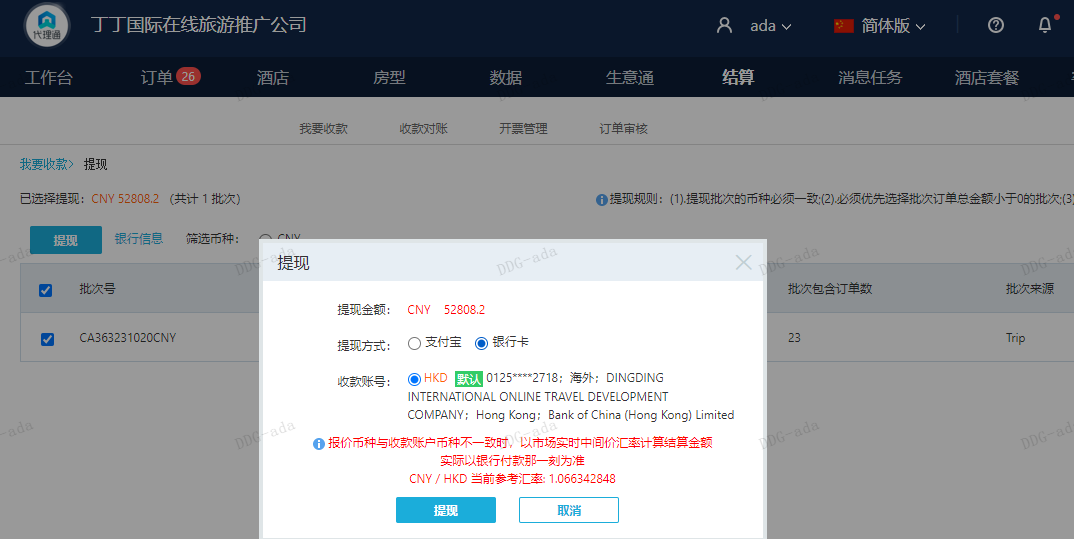 代理通
丁丁国际在线旅游推广公司
ada
简体版
工作台
订单 26
酒店
房型
数据
生意通
结算
消息任务
酒店套餐
我要收款
收款对账
开票管理
订单审核
我要收款> 提现
已选择提现: CNY 52808.2 (共计 1 批次)
提现规则: (1).提现批次的币种必须一致;(2).必须优先选择批次订单总金额小于0的批次;(3)
提现
银行信息
筛选币种:
CNY
批次号
批次包含订单数
批次来源
CA363231020CNY
23
Trip
提现
提现金额: CNY 52808.2
提现方式: 支付宝 银行卡
收款账号: HKD 默认 0125****2718; 海外; DINGDING
INTERNATIONAL ONLINE TRAVEL DEVELOPMENT
COMPANY; Hong Kong; Bank of China (Hong Kong) Limited
报价币种与收款账户币种不一致时, 以市场实时中间价汇率计算结算金额
实际以银行付款那一刻为准
CNY / HKD 当前参考汇率: 1.066342848
提现
取消
DDG-ada
DDG-ada
DDG-ada
DDG-ada
DDG-ada
DDG-ada